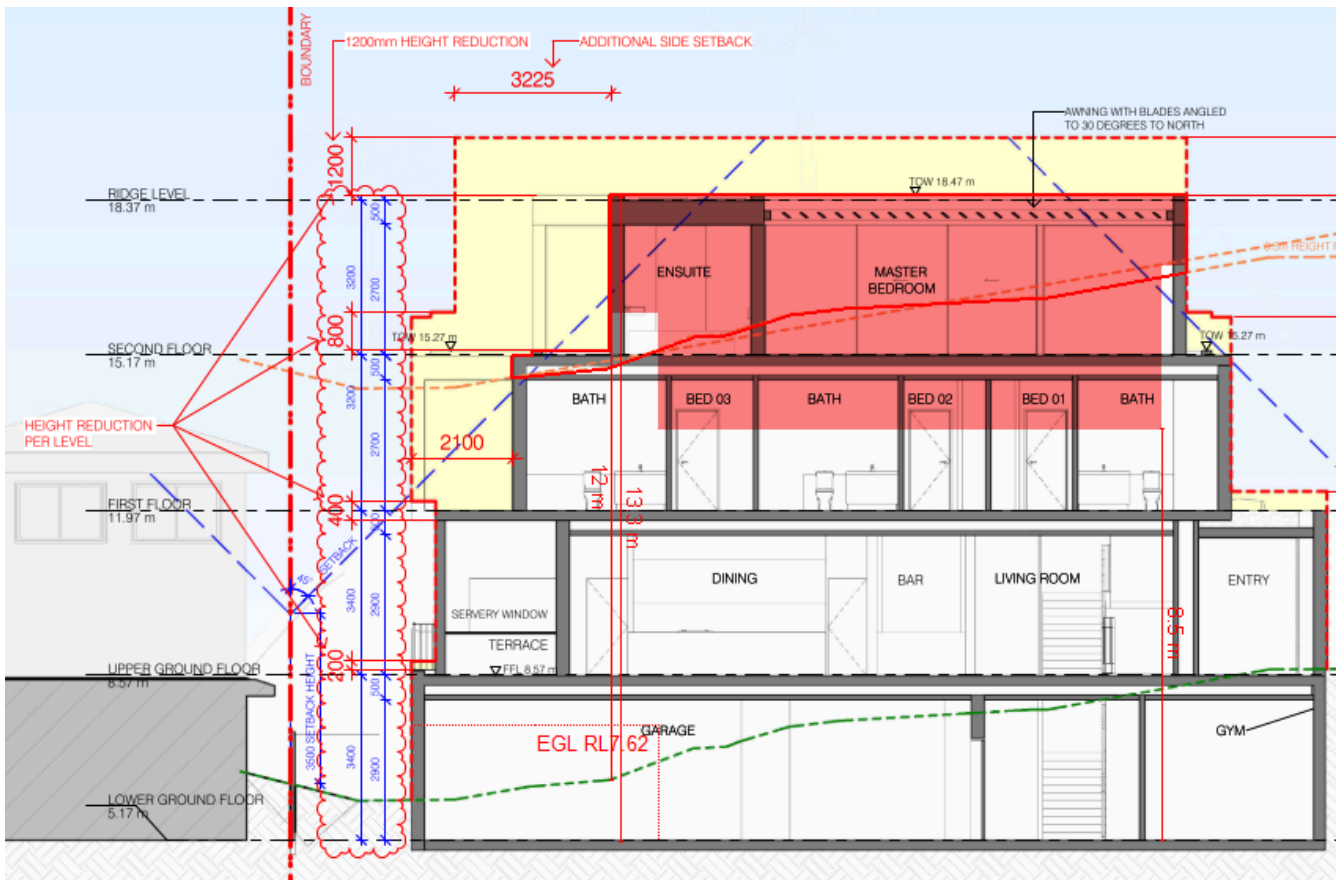 BOUNDARY
1200mm HEIGHT REDUCTION
ADDITIONAL SIDE SETBACK
3225
AWNING WITH BLADES ANGLED
TO 30 DEGREES TO NORTH
1200
RIDGE LEVEL
18.37 m
TOW 18.47 m
500
3200
2700
ENSUITE
MASTER
BEDROOM
800
TOW 15.27 m
SECOND FLOOR
15.17 m
500
3200
2700
BATH
BED 03
BATH
BED 02
BED 01
BATH
HEIGHT REDUCTION
PER LEVEL
2100
12 m
13.3 m
FIRST FLOOR
11.97 m
400
45°
SETBACK
3400
2900
DINING
BAR
LIVING ROOM
ENTRY
SERVERY WINDOW
TERRACE
8.5 m
200
UPPER GROUND FLOOR
8.57 m
FFL 8.57 m
500
3500 SETBACK HEIGHT
3400
2900
GARAGE
EGL RL7.62
GYM
LOWER GROUND FLOOR
5.17 m